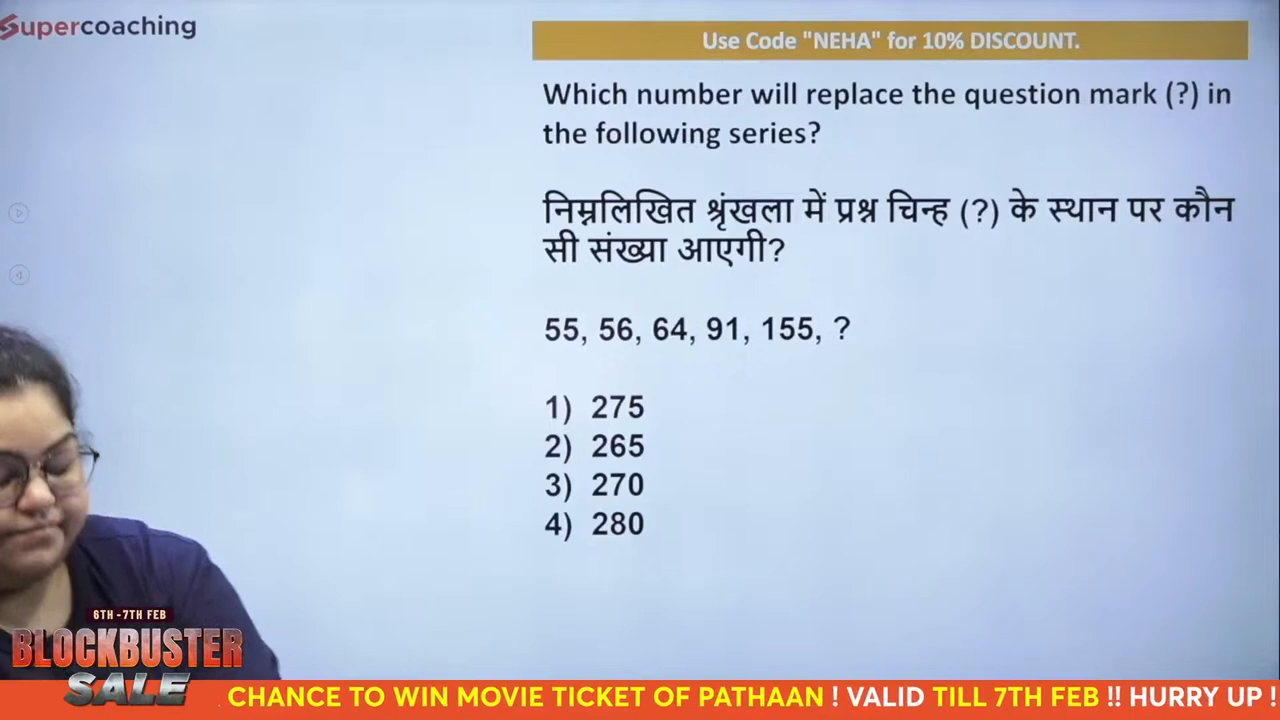 Supercoaching
Use Code "NEHA" for 10% DISCOUNT.
Which number will replace the question mark (?) in
the following series?
निम्नलिखित श्रृंखला में प्रश्न चिन्ह (?) के स्थान पर कौन
सी संख्या आएगी?
55, 56, 64, 91, 155, ?
1) 275
2) 265
3) 270
4) 280
6TH -7TH FEB
BLOCKBUSTER
SALE
CHANCE TO WIN MOVIE TICKET OF PATHAAN ! VALID TILL 7TH FEB !! HURRY UP !